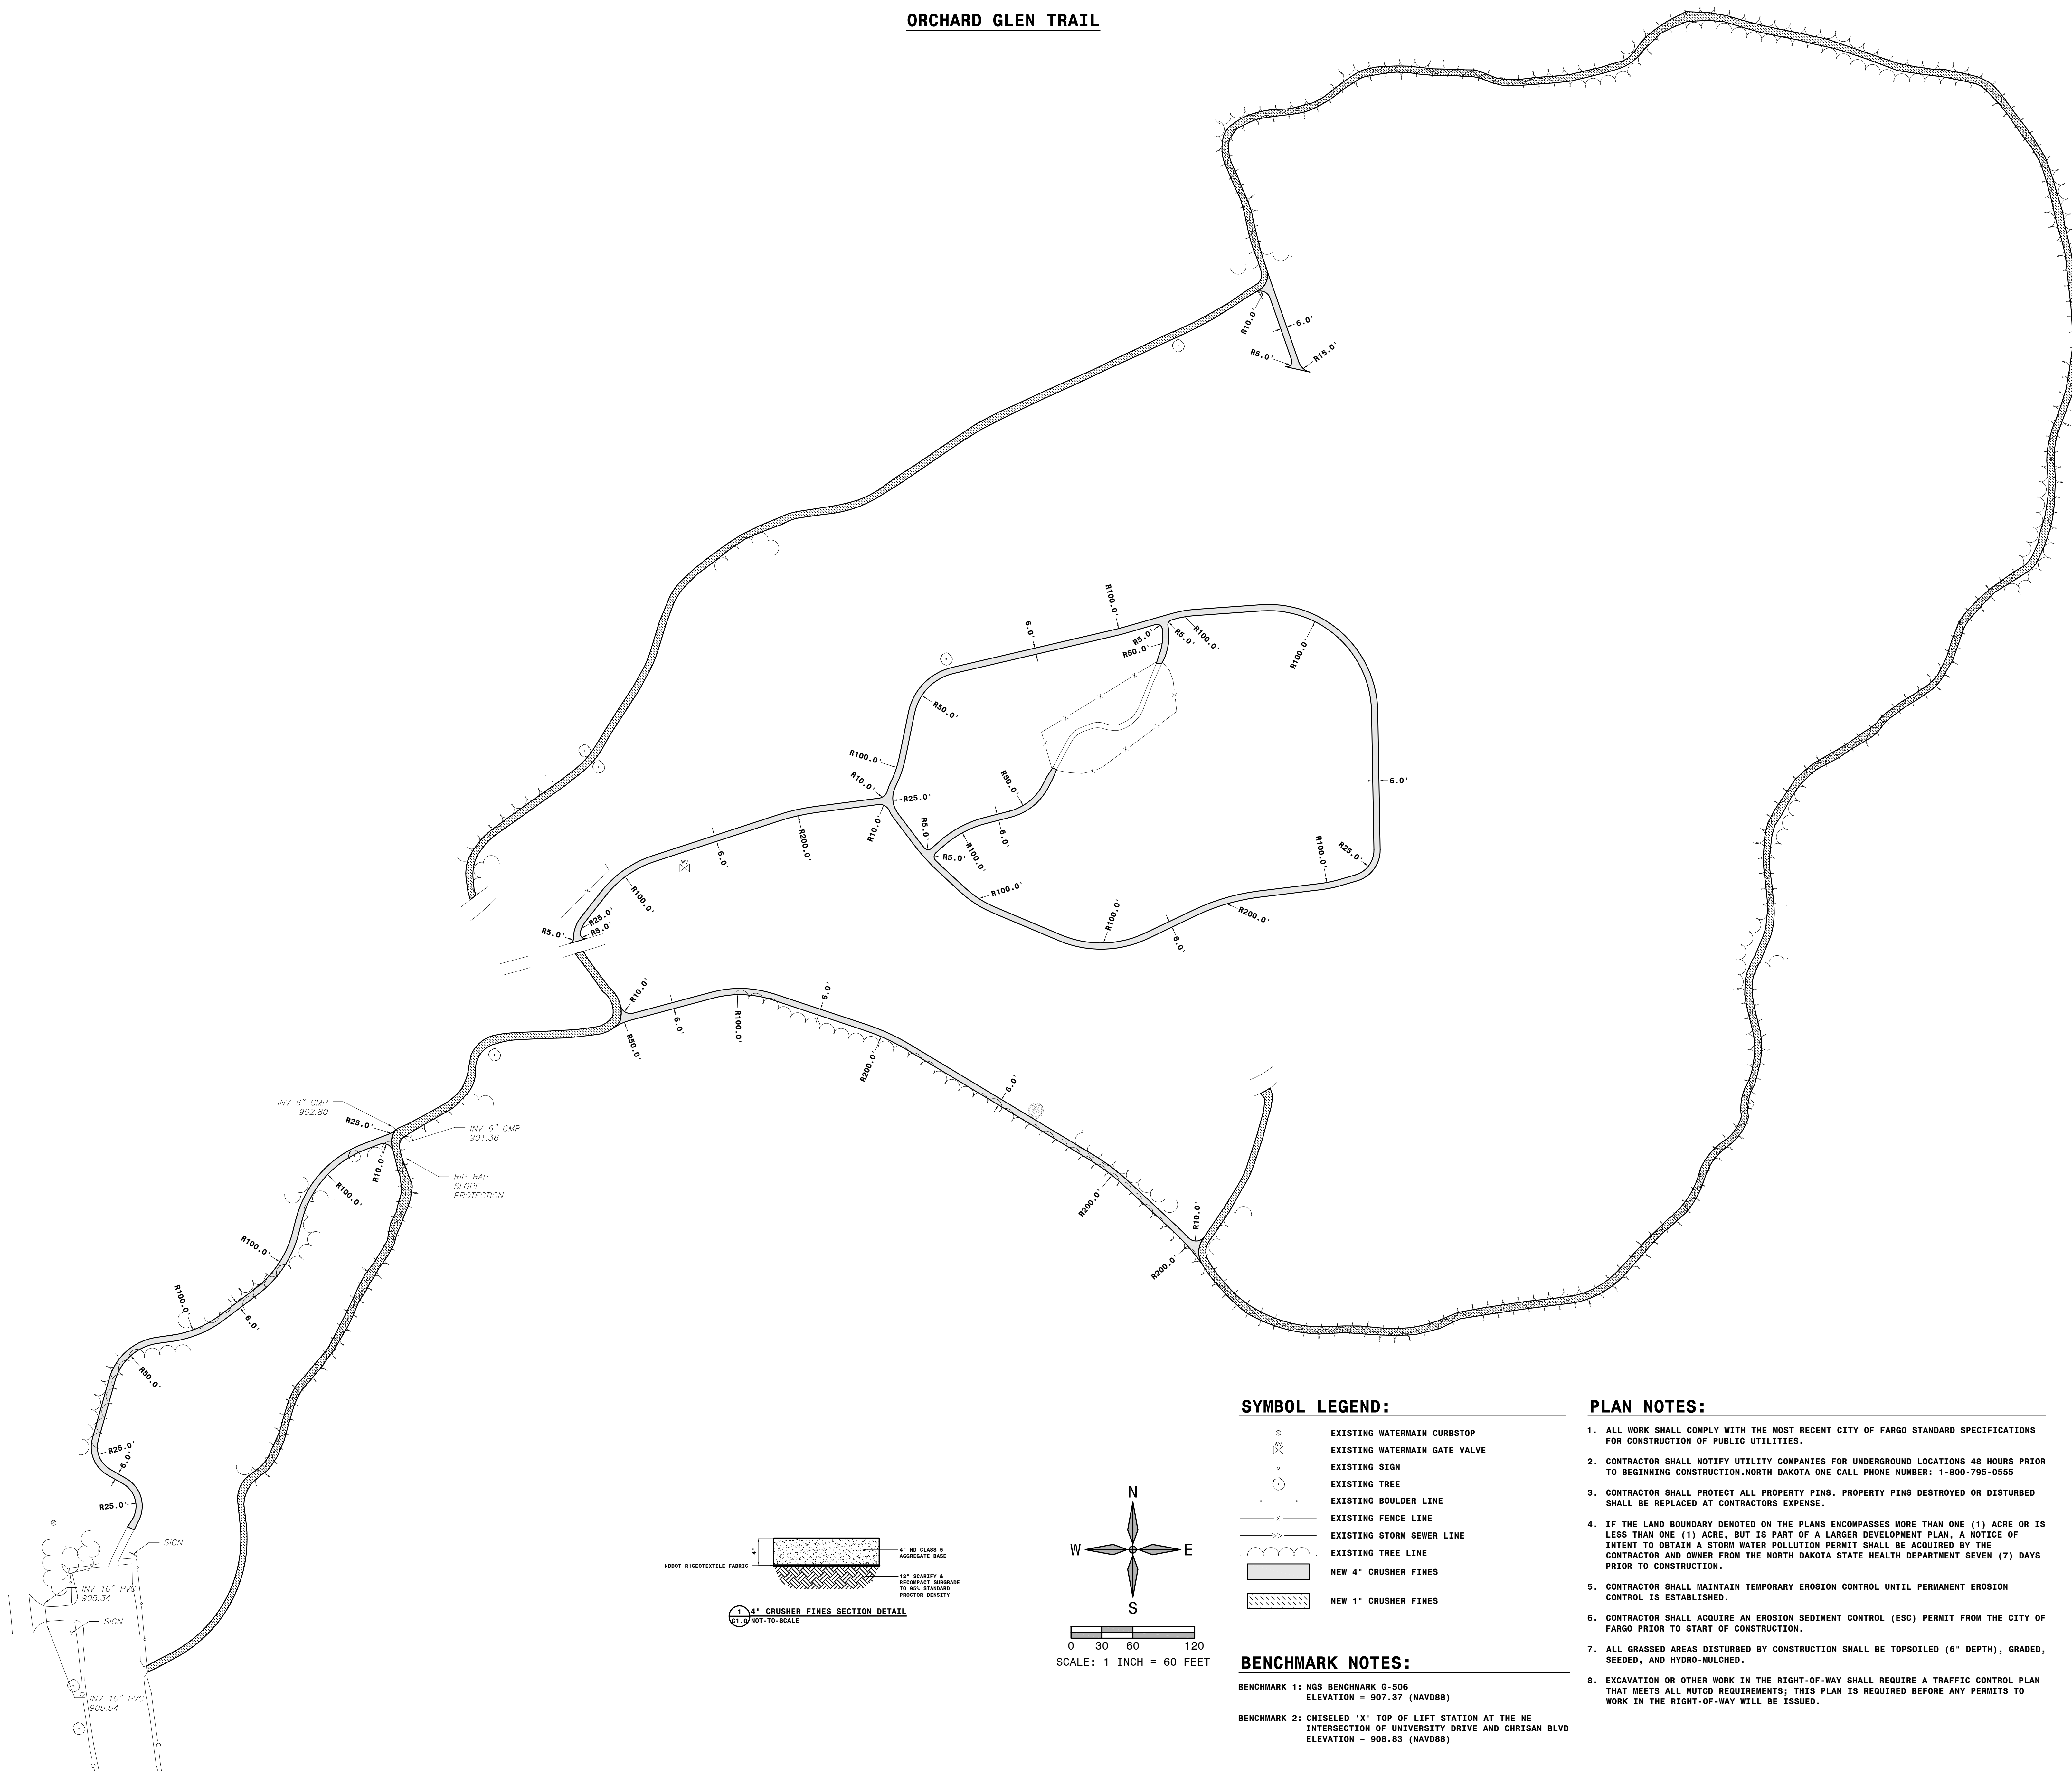 ORCHARD GLEN TRAIL
R10.0'
6.0'
R5.0'
R15.0'
R100.0'
6.0'
R5.0'
R5.0'
R100.0'
R50.0'
R100.0'
R50.0'
R100.0'
R10.0'
R25.0'
R50.0'
6.0'
R10.0'
R5.0'
6.0'
R200.0'
R5.0'
R100.0'
R100.0'
R25.0'
6.0'
WV
R100.0'
R100.0'
R100.0'
R200.0'
R25.0'
R5.0'
R5.0'
6.0'
R10.0'
6.0'
6.0'
R100.0'
R50.0'
R200.0'
6.0'
INV 6" CMP
902.80
R25.0'
INV 6" CMP
901.36
R10.0'
RIP RAP
SLOPE
PROTECTION
R100.0'
R200.0'
R10.0'
R100.0'
R200.0'
R100.0'
6.0'
R50.0'
R25.0'
6.0'
R25.0'
SIGN
INV 10" PVC
905.34
SIGN
INV 10" PVC
905.54
4"
4" ND CLASS 5
AGGREGATE BASE
NDDOT R1GEOTEXTILE FABRIC
12" SCARIFY &
RECOMPACT SUBGRADE
TO 95% STANDARD
PROCTOR DENSITY
1
C1.0
4" CRUSHER FINES SECTION DETAIL
NOT-TO-SCALE
N
W
E
S
0 30 60 120
SCALE: 1 INCH = 60 FEET
SYMBOL LEGEND:
EXISTING WATERMAIN CURBSTOP
WV
EXISTING WATERMAIN GATE VALVE
EXISTING SIGN
EXISTING TREE
EXISTING BOULDER LINE
EXISTING FENCE LINE
EXISTING STORM SEWER LINE
EXISTING TREE LINE
NEW 4" CRUSHER FINES
NEW 1" CRUSHER FINES
BENCHMARK NOTES:
BENCHMARK 1: NGS BENCHMARK G-506
ELEVATION = 907.37 (NAVD88)
BENCHMARK 2: CHISELED 'X' TOP OF LIFT STATION AT THE NE
INTERSECTION OF UNIVERSITY DRIVE AND CHRISAN BLVD
ELEVATION = 908.83 (NAVD88)
PLAN NOTES:
1. ALL WORK SHALL COMPLY WITH THE MOST RECENT CITY OF FARGO STANDARD SPECIFICATIONS
FOR CONSTRUCTION OF PUBLIC UTILITIES.
2. CONTRACTOR SHALL NOTIFY UTILITY COMPANIES FOR UNDERGROUND LOCATIONS 48 HOURS PRIOR
TO BEGINNING CONSTRUCTION.NORTH DAKOTA ONE CALL PHONE NUMBER: 1-800-795-0555
3. CONTRACTOR SHALL PROTECT ALL PROPERTY PINS. PROPERTY PINS DESTROYED OR DISTURBED
SHALL BE REPLACED AT CONTRACTORS EXPENSE.
4. IF THE LAND BOUNDARY DENOTED ON THE PLANS ENCOMPASSES MORE THAN ONE (1) ACRE OR IS
LESS THAN ONE (1) ACRE, BUT IS PART OF A LARGER DEVELOPMENT PLAN, A NOTICE OF
INTENT TO OBTAIN A STORM WATER POLLUTION PERMIT SHALL BE ACQUIRED BY THE
CONTRACTOR AND OWNER FROM THE NORTH DAKOTA STATE HEALTH DEPARTMENT SEVEN (7) DAYS
PRIOR TO CONSTRUCTION.
5. CONTRACTOR SHALL MAINTAIN TEMPORARY EROSION CONTROL UNTIL PERMANENT EROSION
CONTROL IS ESTABLISHED.
6. CONTRACTOR SHALL ACQUIRE AN EROSION SEDIMENT CONTROL (ESC) PERMIT FROM THE CITY OF
FARGO PRIOR TO START OF CONSTRUCTION.
7. ALL GRASSED AREAS DISTURBED BY CONSTRUCTION SHALL BE TOPSOILED (6" DEPTH), GRADED,
SEEDED, AND HYDRO-MULCHED.
8. EXCAVATION OR OTHER WORK IN THE RIGHT-OF-WAY SHALL REQUIRE A TRAFFIC CONTROL PLAN
THAT MEETS ALL MUTCD REQUIREMENTS; THIS PLAN IS REQUIRED BEFORE ANY PERMITS TO
WORK IN THE RIGHT-OF-WAY WILL BE ISSUED.